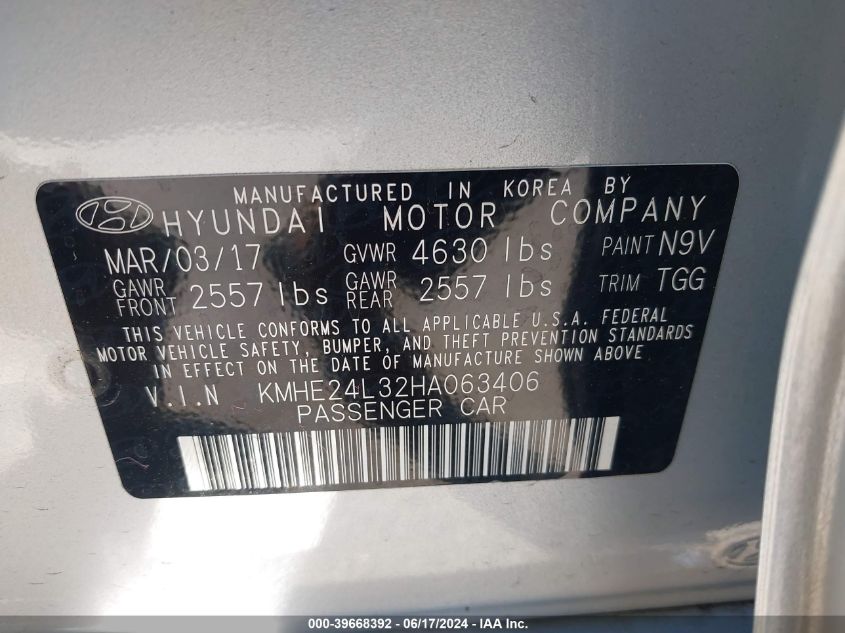 MANUFACTURED IN KOREA BY
HYUNDAI MOTOR COMPANY
MAR/03/17 GVWR 4630 lbs PAINT N9V
GAWR FRONT 2557 lbs GAWR REAR 2557 lbs TRIM TGG
THIS VEHICLE CONFORMS TO ALL APPLICABLE U.S.A. FEDERAL
MOTOR VEHICLE SAFETY, BUMPER, AND THEFT PREVENTION STANDARDS
IN EFFECT ON THE DATE OF MANUFACTURE SHOWN ABOVE.
V.I.N KMHE24L32HA063406
PASSENGER CAR
000-39668392 - 06/17/2024 - IAA Inc.